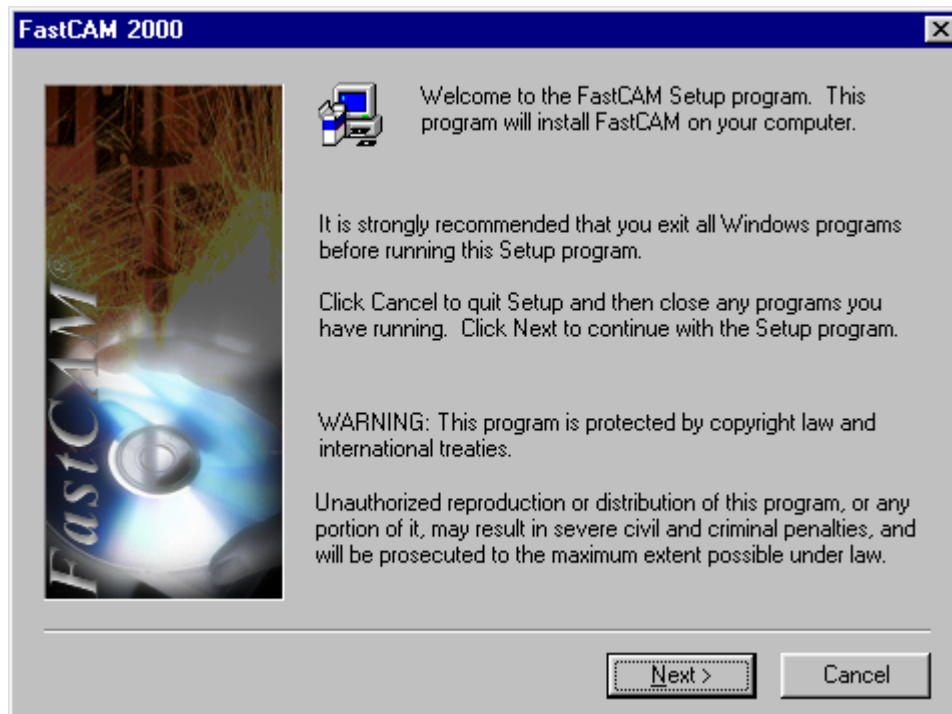 FastCAM 2000
Welcome to the FastCAM Setup program. This
program will install FastCAM on your computer.
It is strongly recommended that you exit all Windows programs
before running this Setup program.
Click Cancel to quit Setup and then close any programs you
have running. Click Next to continue with the Setup program.
WARNING: This program is protected by copyright law and
international treaties.
Unauthorized reproduction or distribution of this program, or any
portion of it, may result in severe civil and criminal penalties, and
will be prosecuted to the maximum extent possible under law.
FastCAM®
Next >
Cancel